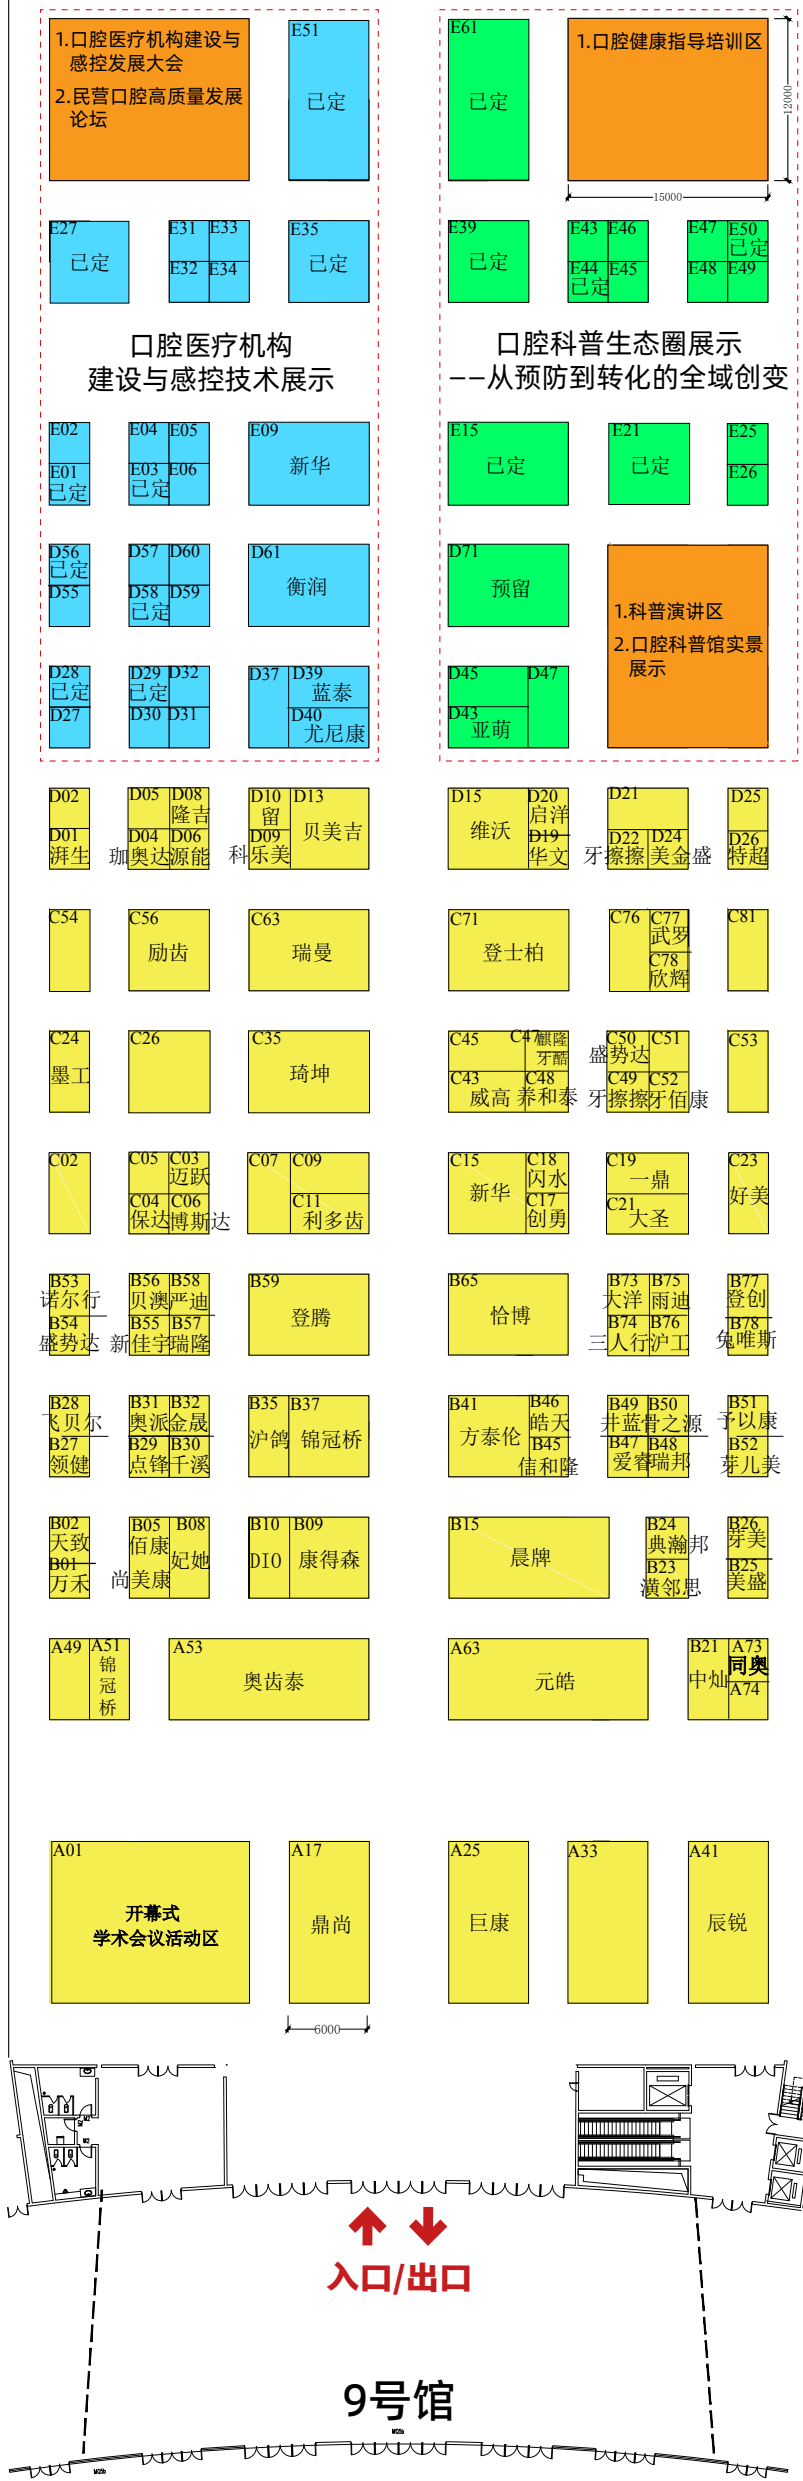 1.口腔医疗机构建设与
感控发展大会
2.民营口腔高质量发展
论坛
E51
已定
E61
已定
1.口腔健康指导培训区
12000
15000
E27
已定
E31 E33
E32 E34
E35
已定
E39
已定
E43 E46
E44 E45
已定
E47 E50
已定
E48 E49
口腔医疗机构
建设与感控技术展示
口腔科普生态圈展示
——从预防到转化的全域创变
E02
E01
已定
E04 E05
E03 E06
已定
E09
新华
E15
已定
E21
已定
E25
E26
D56
已定
D55
D57 D60
D58 D59
已定
D61
衡润
D71
预留
1.科普演讲区
2.口腔科普馆实景
展示
D28
已定
D27
D29 D32
已定
D30 D31
D37 D39
蓝泰
D40
尤尼康
D45 D47
D43
亚萌
D02
D01
湃生
D05 D08
隆吉
D04 D06
珈奥达 源能
D10 D13
留
D09
科乐美
贝美吉
D15
维沃
D20
启洋
D19
华文
D21
D22 D24
牙擦擦 美金盛
D25
D26
特超
C54
C56
励齿
C63
瑞曼
C71
登士柏
C76 C77
武罗
C78
欣辉
C81
C24
墨工
C26
C35
琦坤
C45 C47
麒隆
牙酷
C43 C48
威高 养和泰
C50 C51
盛势达
C49 C52
牙擦擦 牙佰康
C53
C02
C05 C03
迈跃
C04 C06
保达 博斯达
C07 C09
C11
利多齿
C15
新华
C18
闪水
C17
创勇
C19
一鼎
C21
大圣
C23
好美
B53
诺尔行
B54
盛势达
B56 B58
贝澳 严迪
B55 B57
新佳宇 瑞隆
B59
登腾
B65
恰博
B73 B75
大洋 雨迪
B74 B76
三人行 沪工
B77
登创
B78
兔唯斯
B28
飞贝尔
B27
领健
B31 B32
奥派 金晟
B29 B30
点锋 千溪
B35 B37
沪鸽 锦冠桥
B41
方泰伦
B46
皓天
B45
信和隆
B49 B50
井蓝 骨之源
B47 B48
爱睿 瑞邦
B51
予以康
B52
芽儿美
B02
天致
B01
万禾
B05 B08
佰康
妃她
尚美康
B10 B09
DIO 康得森
B15
晨牌
B24
典瀚邦
B23
潢邻思
B26
芽美
B25
美盛
A49 A51
锦
冠
桥
A53
奥齿泰
A63
元皓
B21 A73
中灿 同奥
A74
A01
开幕式
学术会议活动区
A17
鼎尚
A25
巨康
A33
A41
辰锐
6000
入口/出口
9号馆